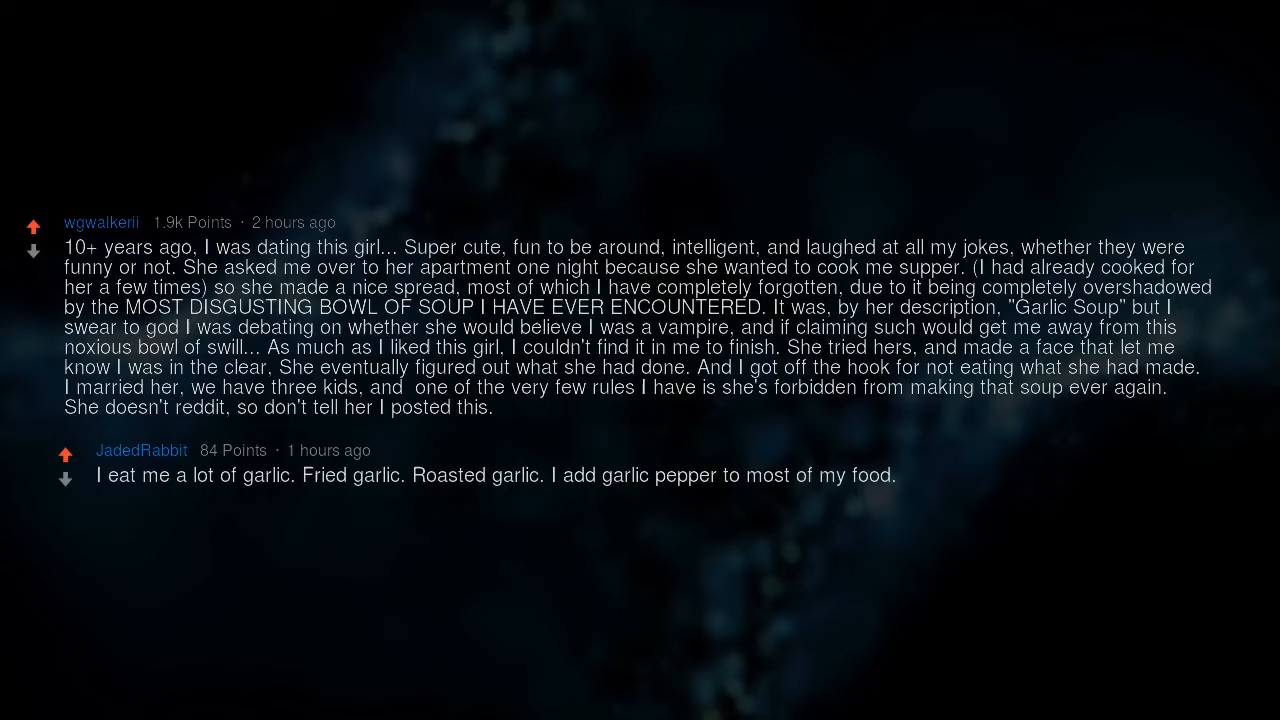 wgwalkerii 1.9k Points · 2 hours ago
10+ years ago, I was dating this girl... Super cute, fun to be around, intelligent, and laughed at all my jokes, whether they were
funny or not. She asked me over to her apartment one night because she wanted to cook me supper. (I had already cooked for
her a few times) so she made a nice spread, most of which I have completely forgotten, due to it being completely overshadowed
by the MOST DISGUSTING BOWL OF SOUP I HAVE EVER ENCOUNTERED. It was, by her description, "Garlic Soup" but I
swear to god I was debating on whether she would believe I was a vampire, and if claiming such would get me away from this
noxious bowl of swill... As much as I liked this girl, I couldn't find it in me to finish. She tried hers, and made a face that let me
know I was in the clear, She eventually figured out what she had done. And I got off the hook for not eating what she had made.
I married her, we have three kids, and  one of the very few rules I have is she's forbidden from making that soup ever again.
She doesn't reddit, so don't tell her I posted this.
JadedRabbit 84 Points · 1 hours ago
I eat me a lot of garlic. Fried garlic. Roasted garlic. I add garlic pepper to most of my food.